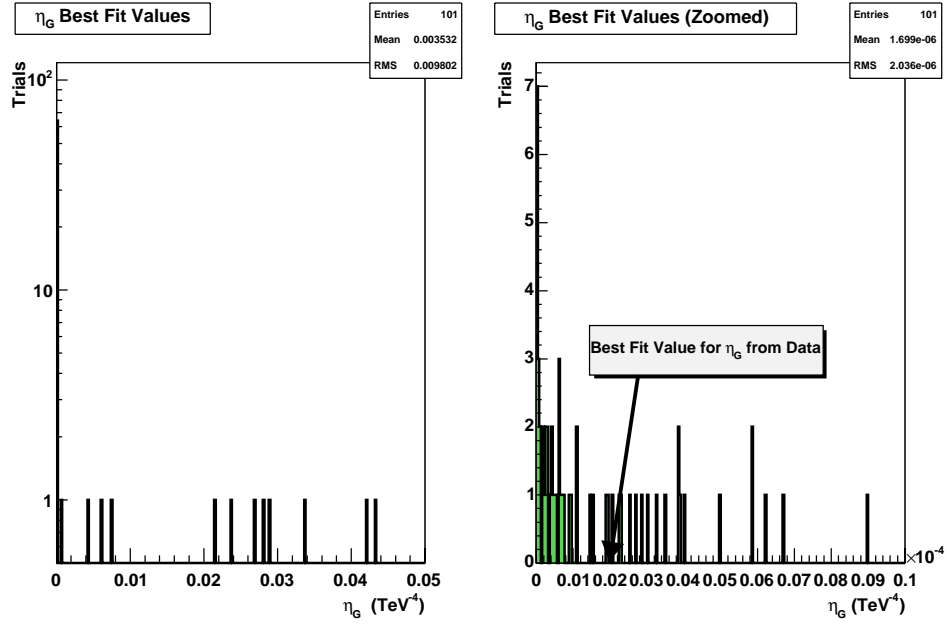 η_G Best Fit Values
Entries 101
Mean 0.003532
RMS 0.009802
Trials
10²
10
1
0 0.01 0.02 0.03 0.04 0.05
η_G (TeV⁻⁴)
η_G Best Fit Values (Zoomed)
Entries 101
Mean 1.699e-06
RMS 2.036e-06
Trials
7
6
5
4
3
2
1
0
Best Fit Value for η_G from Data
0 0.01 0.02 0.03 0.04 0.05 0.06 0.07 0.08 0.09 0.1
×10⁻⁴
η_G (TeV⁻⁴)